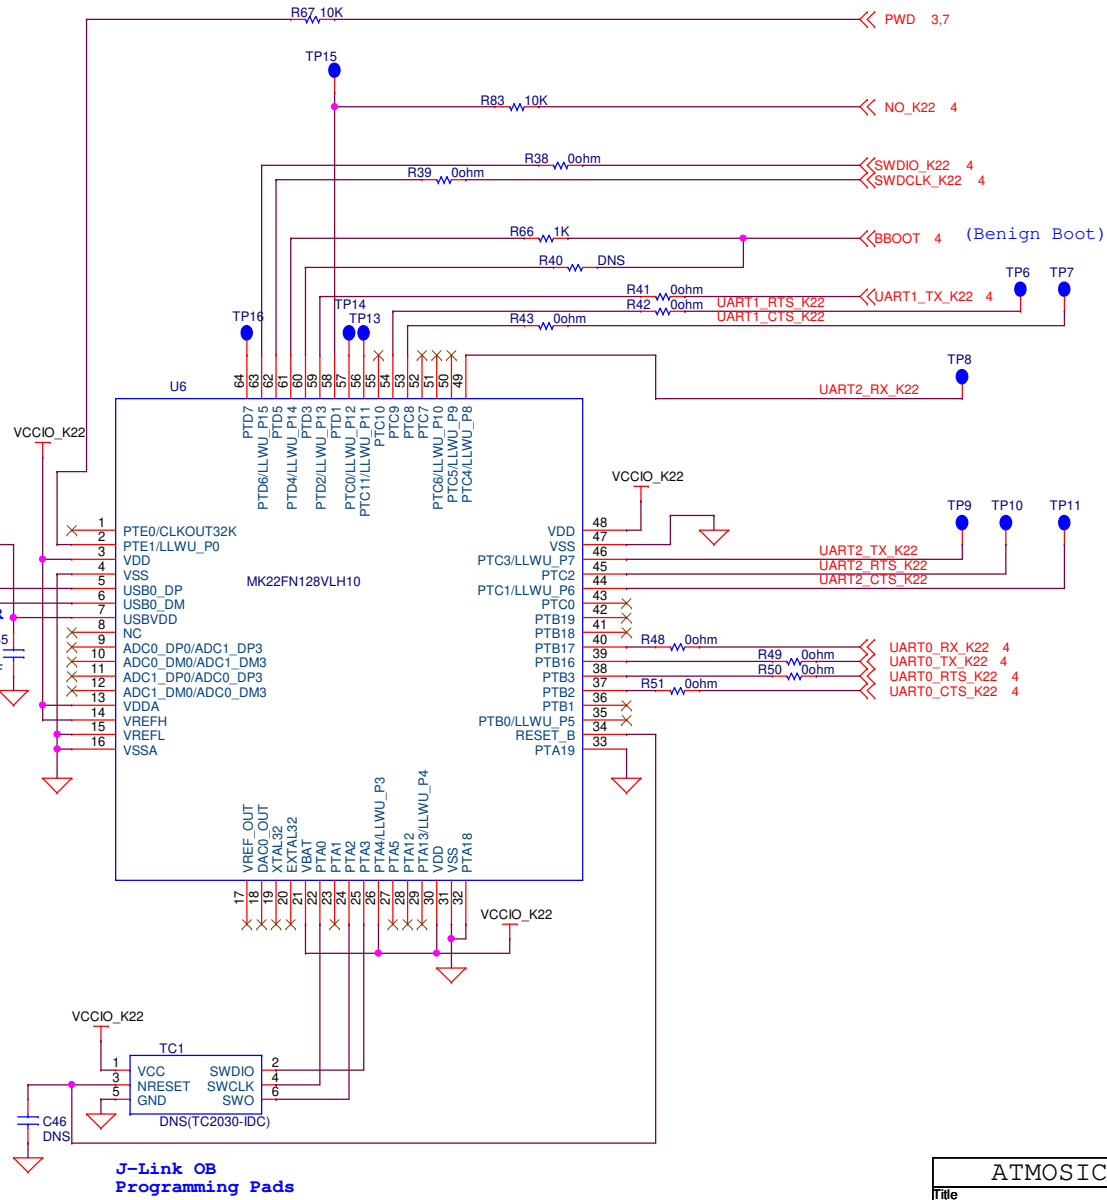 R67 10K
PWD 3,7
TP15
R83 10K
NO_K22 4
R38 0ohm
SWDIO_K22 4
R39 0ohm
SWDCLK_K22 4
R66 1K
BBOOT 4 (Benign Boot)
R40 DNS
TP6 TP7
R41 0ohm
UART1_TX_K22 4
R42 0ohm
UART1_RTS_K22
R43 0ohm
UART1_CTS_K22
TP16 TP14 TP13
TP8
UART2_RX_K22
U6
64 63 62 61 60 59 58 57 56 55 54 53 52 51 50 49
PTD7
PTD6/LLWU_P15
PTD5
PTD4/LLWU_P14
PTD3
PTD2/LLWU_P13
PTD1
PTC0/LLWU_P12
PTC11/LLWU_P11
PTC10
PTC9
PTC8
PTC7
PTC6/LLWU_P10
PTC5/LLWU_P9
PTC4/LLWU_P8
VCCIO_K22
VCCIO_K22
1 PTE0/CLKOUT32K
2 PTE1/LLWU_P0
3 VDD
4 VSS
5 USB0_DP
6 USB0_DM
7 USBVDD
8 NC
9 ADC0_DP0/ADC1_DP3
10 ADC0_DM0/ADC1_DM3
11 ADC1_DP0/ADC0_DP3
12 ADC1_DM0/ADC0_DM3
13 VDDA
14 VREFH
15 VREFL
16 VSSA
MK22FN128VLH10
VDD 48
VSS 47
PTC3/LLWU_P7 46
PTC2 45
PTC1/LLWU_P6 44
PTC0 43
PTB19 42
PTB18 41
PTB17 40
PTB16 39
PTB3 38
PTB2 37
PTB1 36
PTB0/LLWU_P5 35
RESET_B 34
PTA19 33
TP9 TP10 TP11
UART2_TX_K22
UART2_RTS_K22
UART2_CTS_K22
R48 0ohm
UART0_RX_K22 4
R49 0ohm
UART0_TX_K22 4
R50 0ohm
UART0_RTS_K22 4
R51 0ohm
UART0_CTS_K22 4
VREF_OUT
DAC0_OUT
XTAL32
EXTAL32
VBAT
PTA0
PTA1
PTA2
PTA3
PTA4/LLWU_P3
PTA5
PTA12
PTA13/LLWU_P4
VDD
VSS
PTA18
17 18 19 20 21 22 23 24 25 26 27 28 29 30 31 32
VCCIO_K22
VCCIO_K22
TC1
1 VCC SWDIO 2
3 NRESET SWCLK 4
5 GND SWO 6
DNS(TC2030-IDC)
C46
DNS
J-Link OB
Programming Pads
ATMOSIC
Title